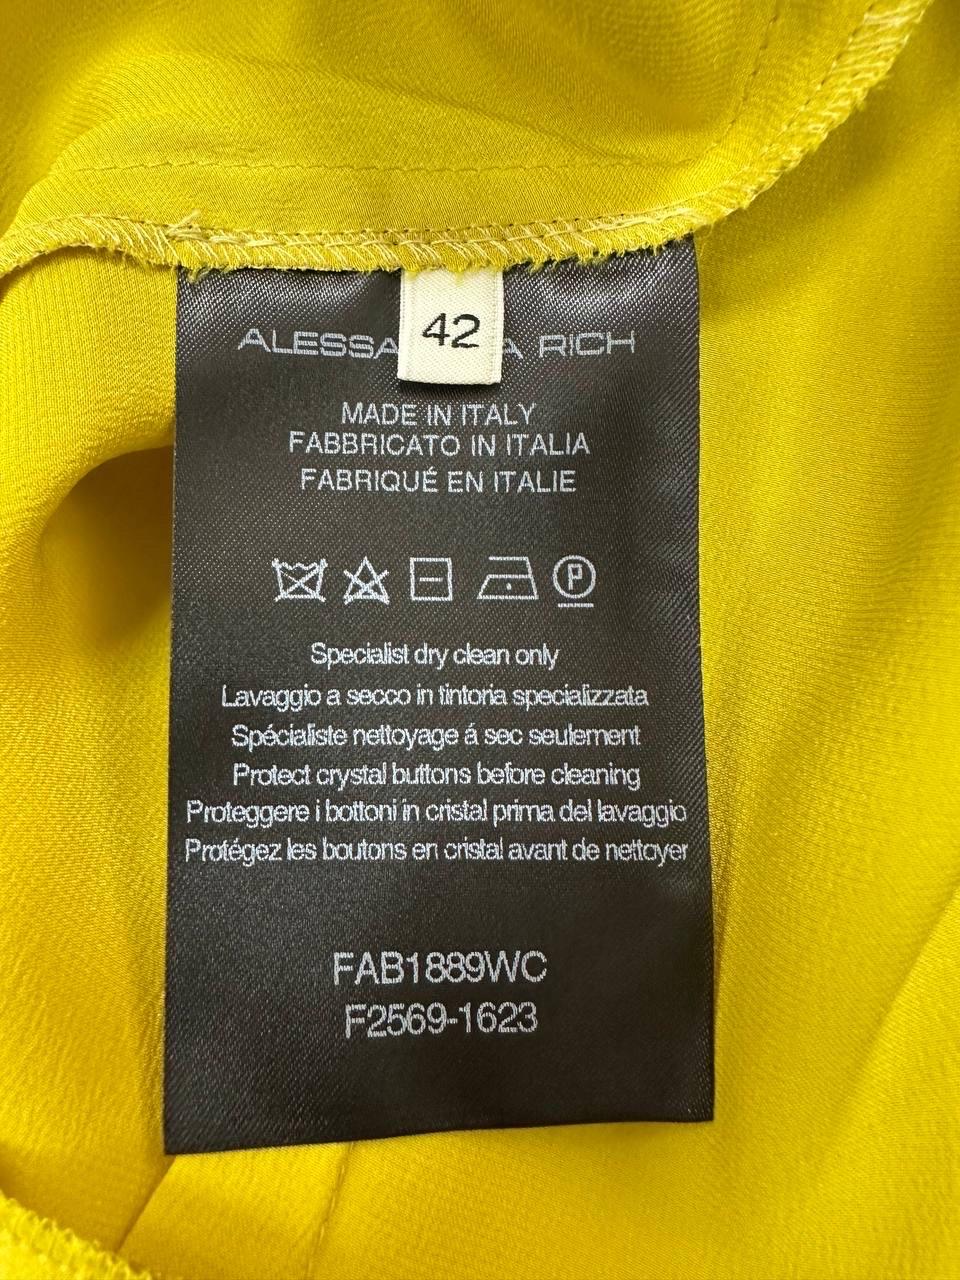 42
RICH
MADE IN ITALY
FABBRICATO IN ITALIA
FABRIQUÉ EN ITALIE
P
Specialist dry clean only
Lavaggio a secco in tintoria specializzata
Spécialiste nettoyage á sec seulement
Protect crystal buttons before cleaning
Proteggere i bottoni in cristal prima del lavaggio
Protégez les boutons en cristal avant de nettoyer
FAB1889WC
F2569-1623